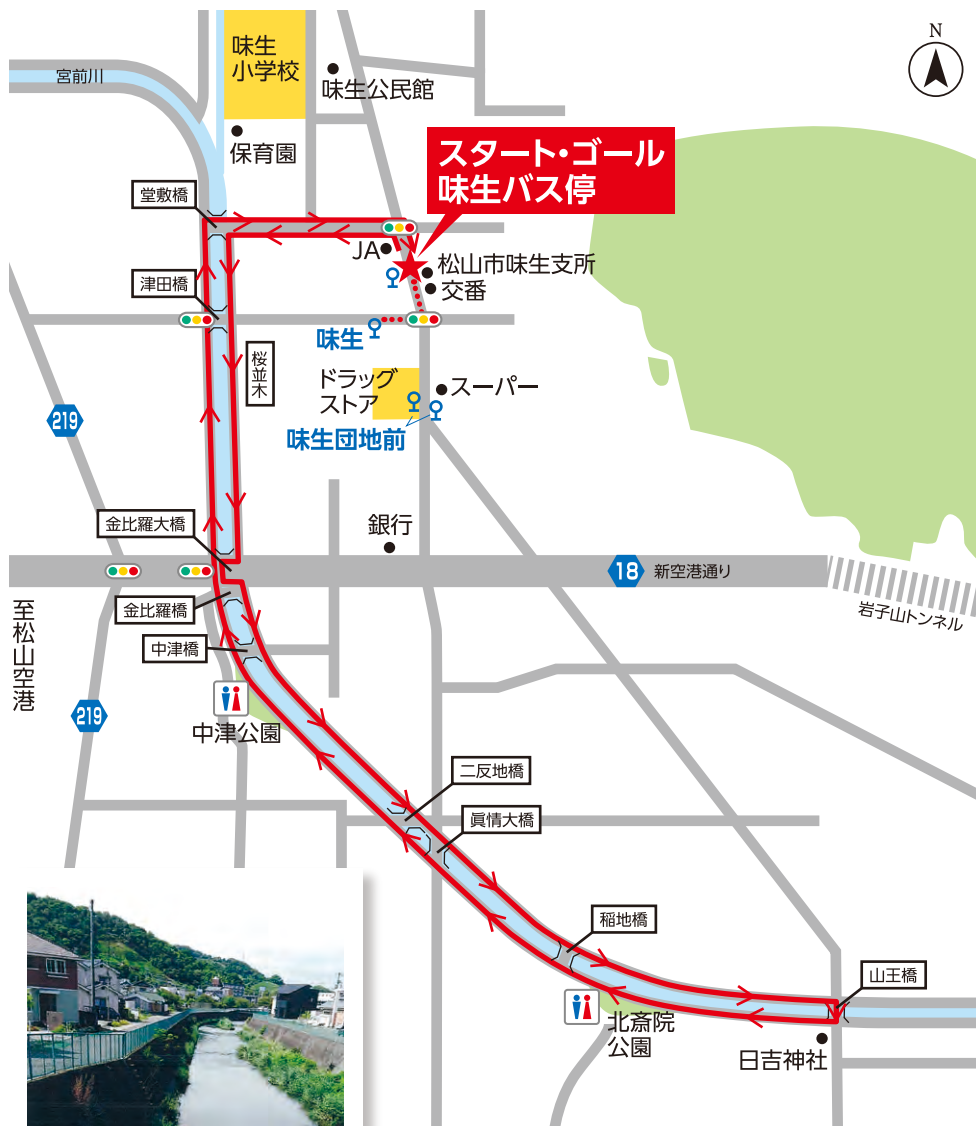 N
味生
小学校
宮前川
味生公民館
保育園
スタート・ゴール
味生バス停
堂敷橋
JA
松山市味生支所
交番
津田橋
味生
桜並木
ドラッグ
ストア
スーパー
219
味生団地前
金比羅大橋
銀行
18
新空港通り
岩子山トンネル
至松山空港
金比羅橋
中津橋
219
中津公園
二反地橋
眞情大橋
稲地橋
山王橋
北斎院
公園
日吉神社